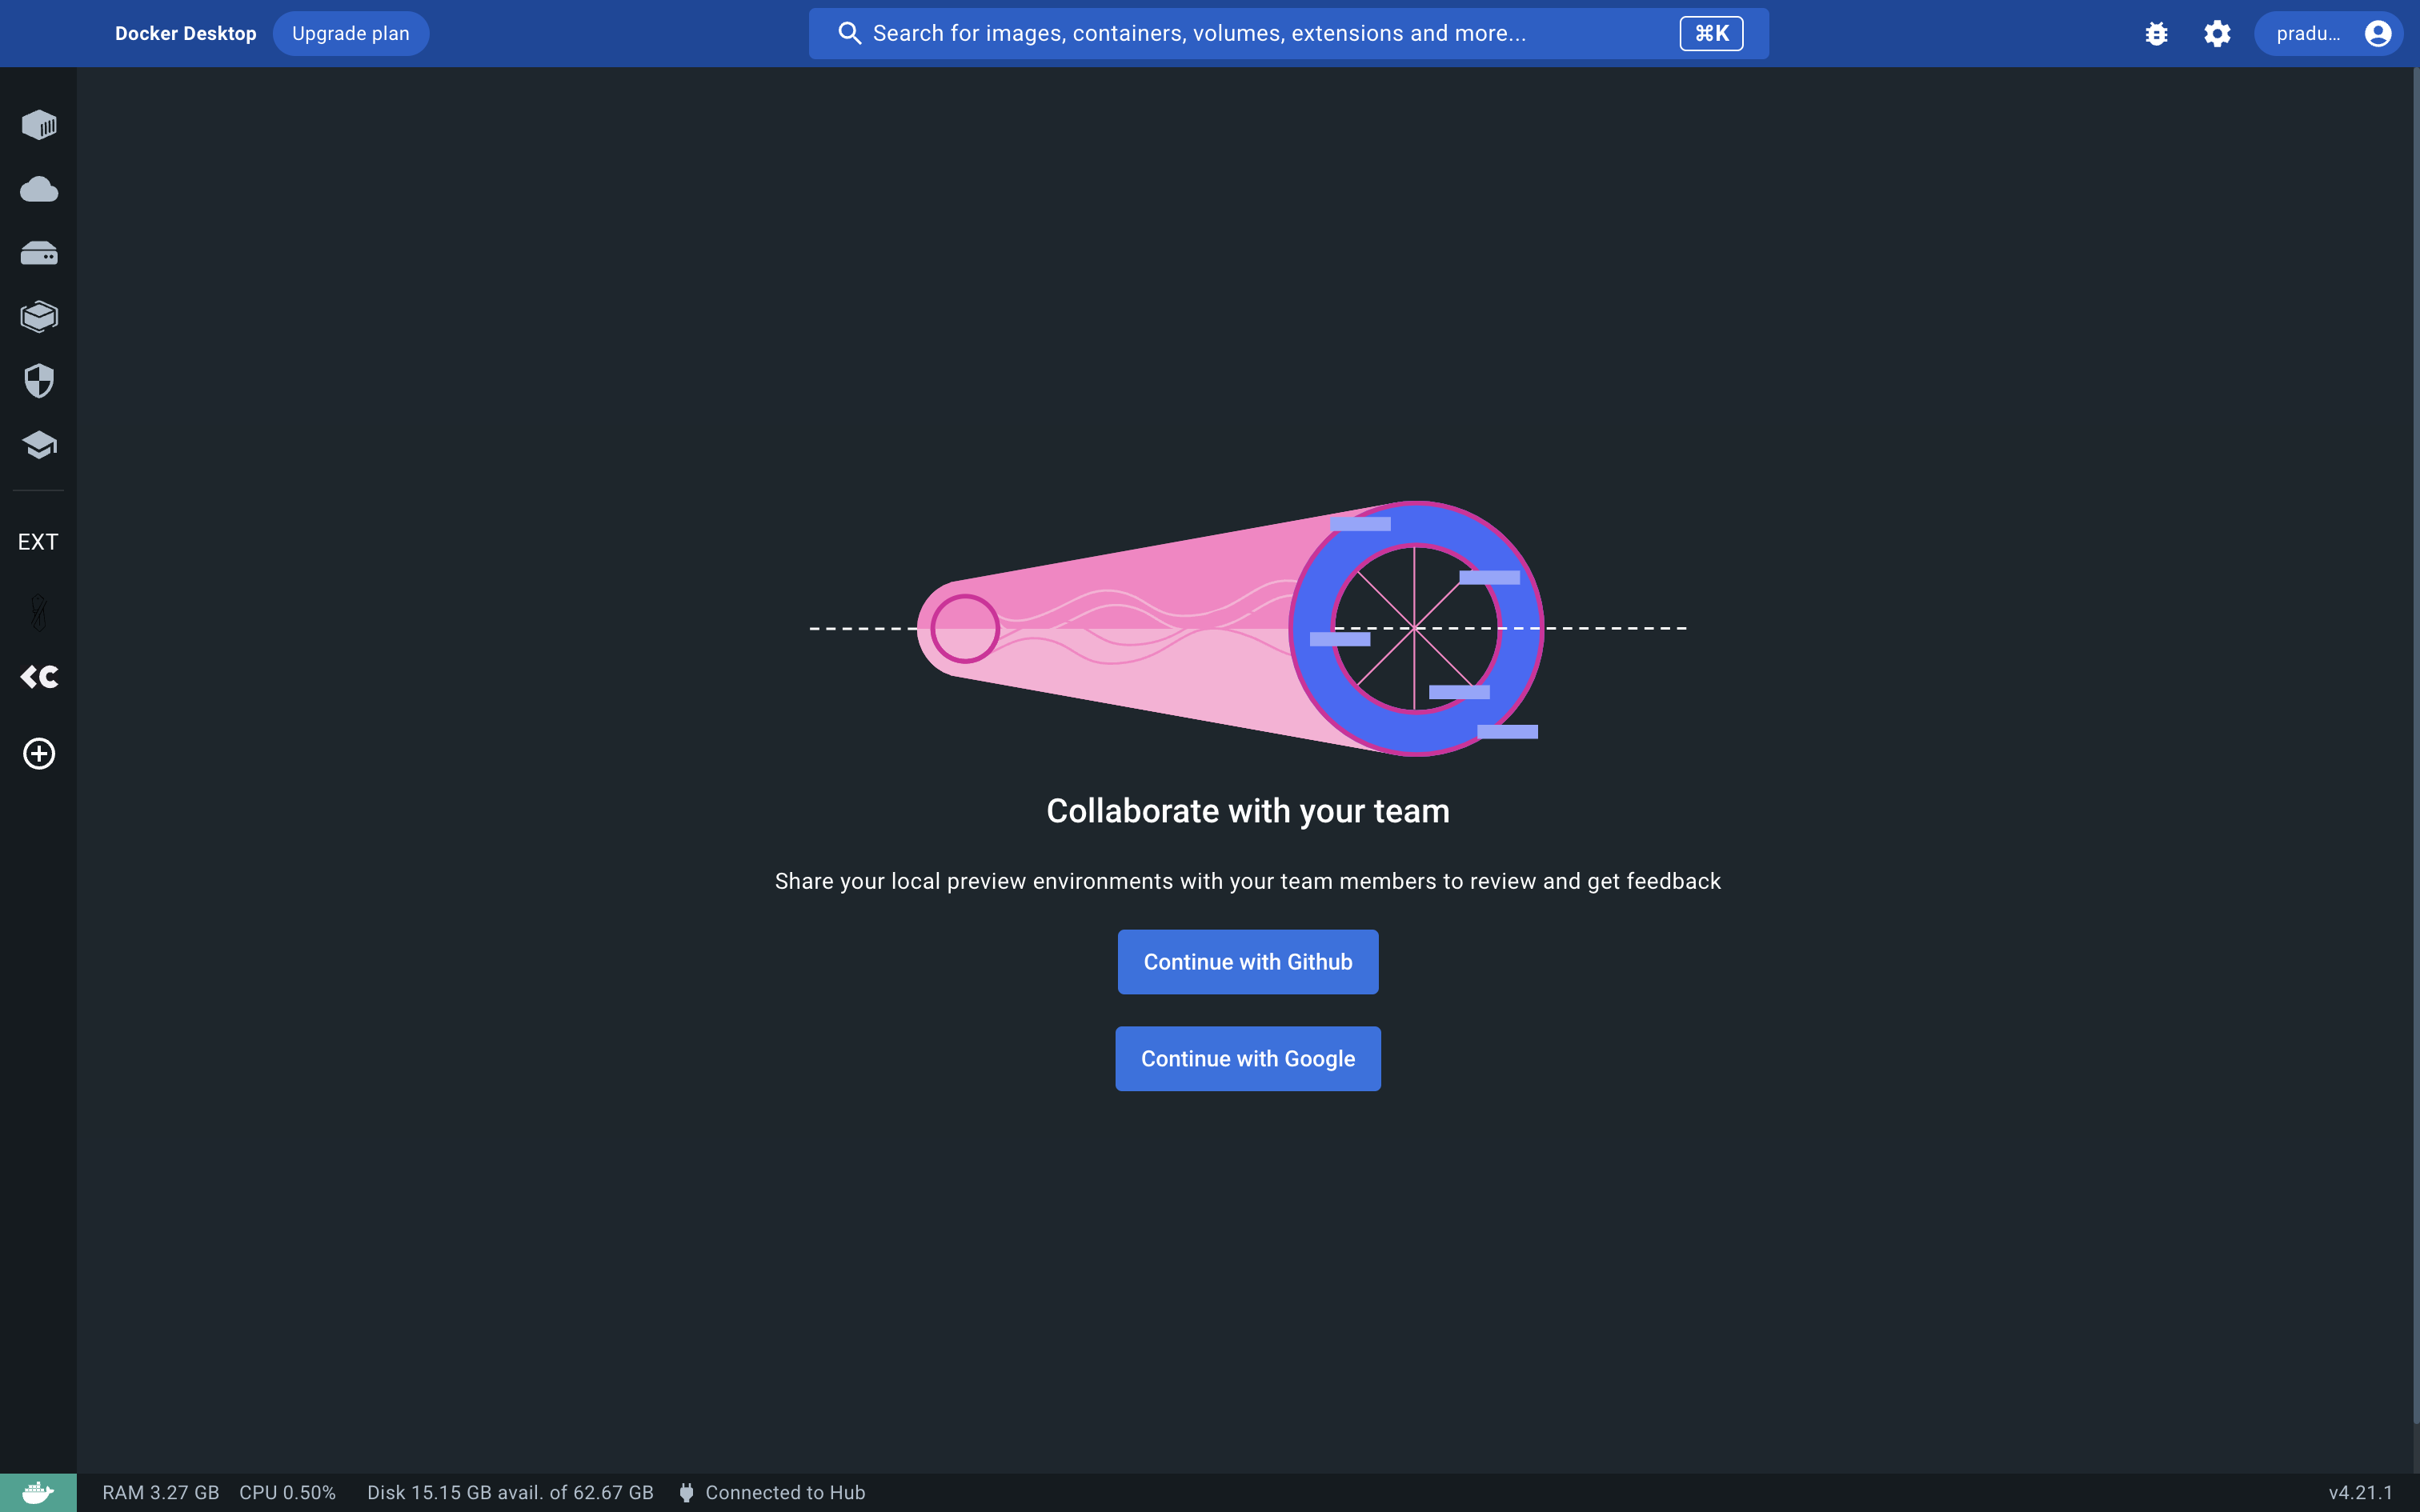 Docker Desktop
Upgrade plan
Search for images, containers, volumes, extensions and more...
⌘K
pradu...
EXT
Collaborate with your team
Share your local preview environments with your team members to review and get feedback
Continue with Github
Continue with Google
RAM 3.27 GB CPU 0.50% Disk 15.15 GB avail. of 62.67 GB Connected to Hub
v4.21.1